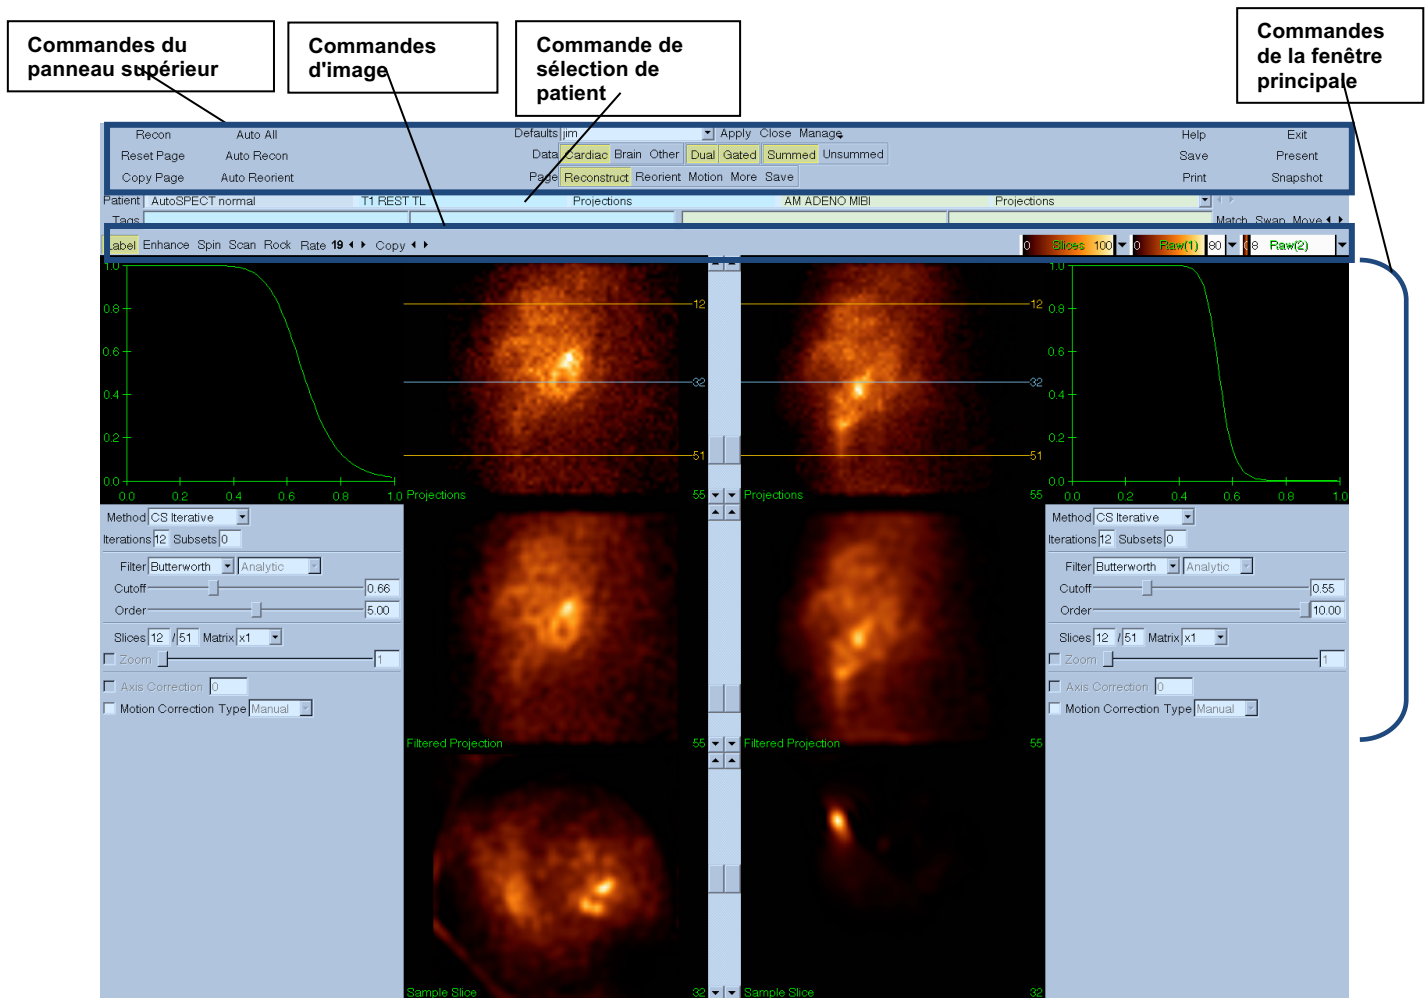 Commandes du
panneau supérieur
Commandes
d'image
Commande de
sélection de
patient
Commandes
de la fenêtre
principale
Recon Auto All Defaults jim Apply Close Manage Help Exit
Reset Page Auto Recon Data Cardiac Brain Other Dual Gated Summed Unsummed Save Present
Copy Page Auto Reorient Page Reconstruct Reorient Motion More Save Print Snapshot
Patient AutoSPECT normal T1 REST TL Projections AM ADENO MIBI Projections
Tags Match Swap Move
Label Enhance Spin Scan Rock Rate 19 Copy 0 Slices 100 0 Raw(1) 80 0 8 Raw(2)
1.0
0.8
0.6
0.4
0.2
0.0 0.2 0.4 0.6 0.8 1.0
12
32
51
Projections 55
12
32
51
Projections 55
1.0
0.8
0.6
0.4
0.2
0.0 0.2 0.4 0.6 0.8 1.0
Method CS Iterative
Iterations 12 Subsets 0
Filter Butterworth Analytic
Cutoff 0.66
Order 5.00
Slices 12 / 51 Matrix x1
Zoom 1
Axis Correction 0
Motion Correction Type Manual
Filtered Projection 55
Filtered Projection 55
Method CS Iterative
Iterations 12 Subsets 0
Filter Butterworth Analytic
Cutoff 0.55
Order 10.00
Slices 12 / 51 Matrix x1
Zoom 1
Axis Correction 0
Motion Correction Type Manual
Sample Slice 32
Sample Slice 32